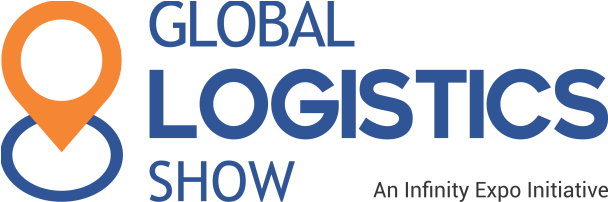 GLOBAL
LOGISTICS
SHOW
An Infinity Expo Initiative